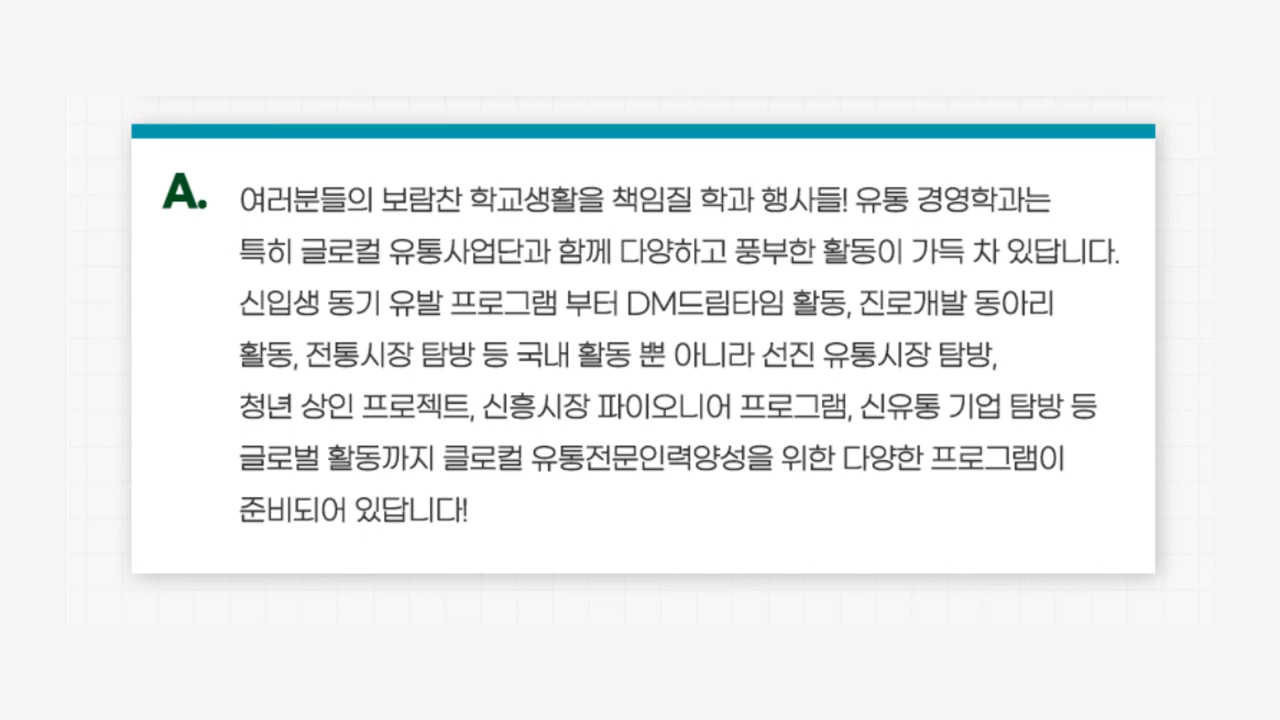 A. 여러분들의 보람찬 학교생활을 책임질 학과 행사들! 유통 경영학과는
특히 글로컬 유통사업단과 함께 다양하고 풍부한 활동이 가득 차 있답니다.
신입생 동기 유발 프로그램 부터 DM드림타임 활동, 진로개발 동아리
활동, 전통시장 탐방 등 국내 활동 뿐 아니라 선진 유통시장 탐방,
청년 상인 프로젝트, 신흥시장 파이오니어 프로그램, 신유통 기업 탐방 등
글로벌 활동까지 클로컬 유통전문인력양성을 위한 다양한 프로그램이
준비되어 있답니다!